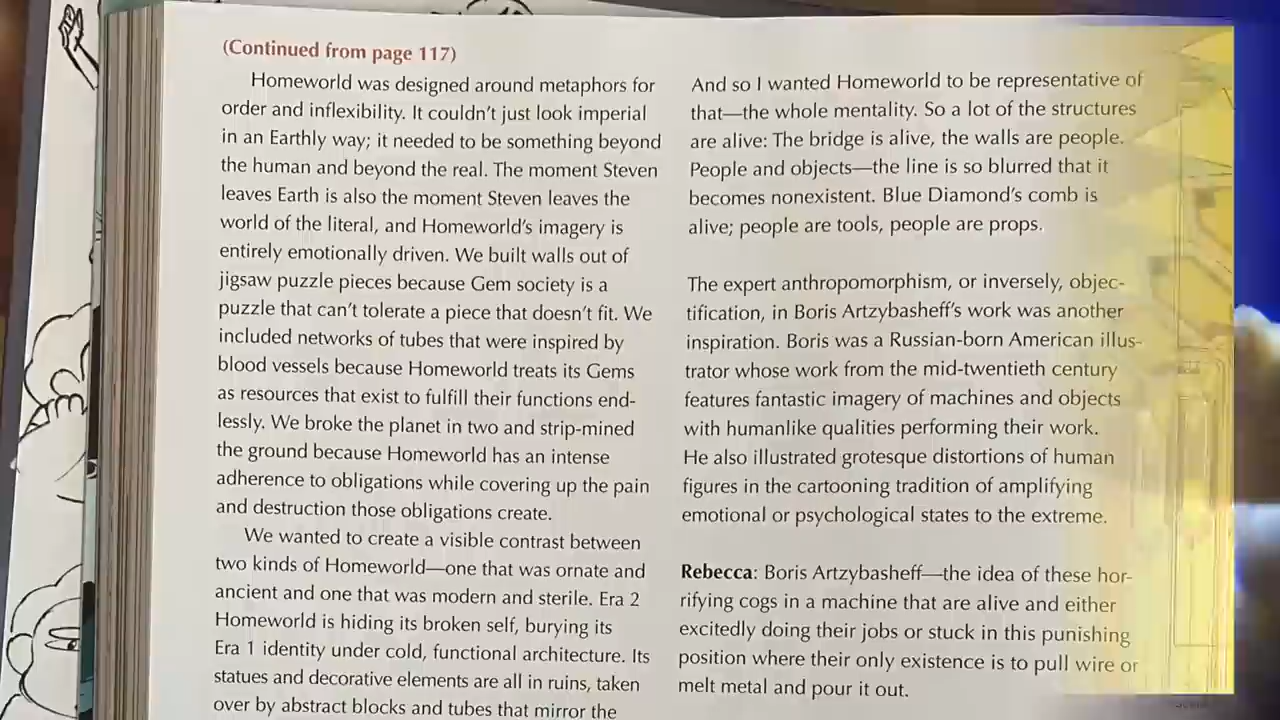 (Continued from page 117)
Homeworld was designed around metaphors for
order and inflexibility. It couldn't just look imperial
in an Earthly way; it needed to be something beyond
the human and beyond the real. The moment Steven
leaves Earth is also the moment Steven leaves the
world of the literal, and Homeworld's imagery is
entirely emotionally driven. We built walls out of
jigsaw puzzle pieces because Gem society is a
puzzle that can't tolerate a piece that doesn't fit. We
included networks of tubes that were inspired by
blood vessels because Homeworld treats its Gems
as resources that exist to fulfill their functions end-
lessly. We broke the planet in two and strip-mined
the ground because Homeworld has an intense
adherence to obligations while covering up the pain
and destruction those obligations create.
We wanted to create a visible contrast between
two kinds of Homeworld—one that was ornate and
ancient and one that was modern and sterile. Era 2
Homeworld is hiding its broken self, burying its
Era 1 identity under cold, functional architecture. Its
statues and decorative elements are all in ruins, taken
over by abstract blocks and tubes that mirror the
And so I wanted Homeworld to be representative of
that—the whole mentality. So a lot of the structures
are alive: The bridge is alive, the walls are people.
People and objects—the line is so blurred that it
becomes nonexistent. Blue Diamond's comb is
alive; people are tools, people are props.
The expert anthropomorphism, or inversely, objec-
tification, in Boris Artzybasheff's work was another
inspiration. Boris was a Russian-born American illus-
trator whose work from the mid-twentieth century
features fantastic imagery of machines and objects
with humanlike qualities performing their work.
He also illustrated grotesque distortions of human
figures in the cartooning tradition of amplifying
emotional or psychological states to the extreme.
Rebecca: Boris Artzybasheff—the idea of these hor-
rifying cogs in a machine that are alive and either
excitedly doing their jobs or stuck in this punishing
position where their only existence is to pull wire or
melt metal and pour it out.